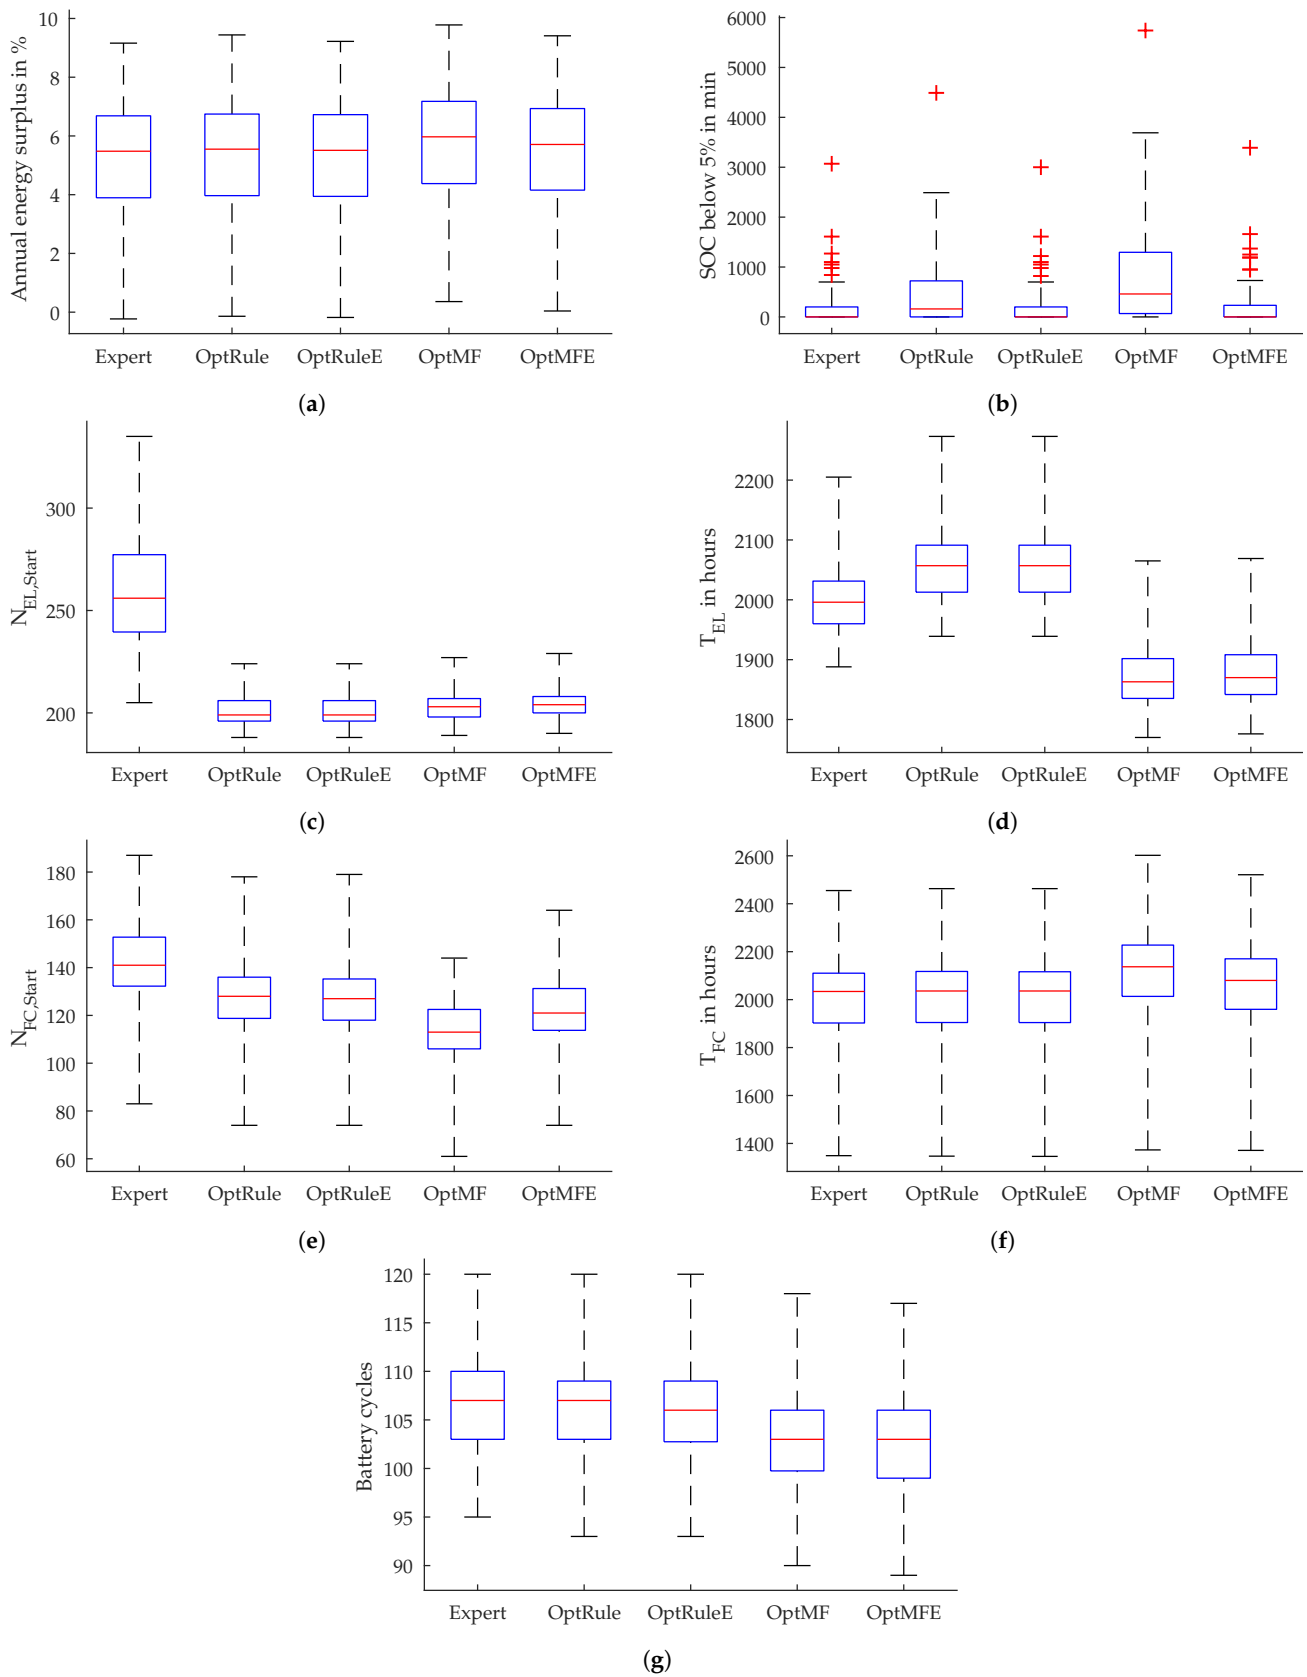 Annual energy surplus in %
10
8
6
4
2
0
Expert OptRule OptRuleE OptMF OptMFE
(a)
SOC below 5% in min
6000
5000
4000
3000
2000
1000
0
Expert OptRule OptRuleE OptMF OptMFE
(b)
N_EL,Start
300
250
200
Expert OptRule OptRuleE OptMF OptMFE
(c)
T_EL in hours
2200
2100
2000
1900
1800
Expert OptRule OptRuleE OptMF OptMFE
(d)
N_FC,Start
180
160
140
120
100
80
60
Expert OptRule OptRuleE OptMF OptMFE
(e)
T_FC in hours
2600
2400
2200
2000
1800
1600
1400
Expert OptRule OptRuleE OptMF OptMFE
(f)
Battery cycles
120
115
110
105
100
95
90
Expert OptRule OptRuleE OptMF OptMFE
(g)